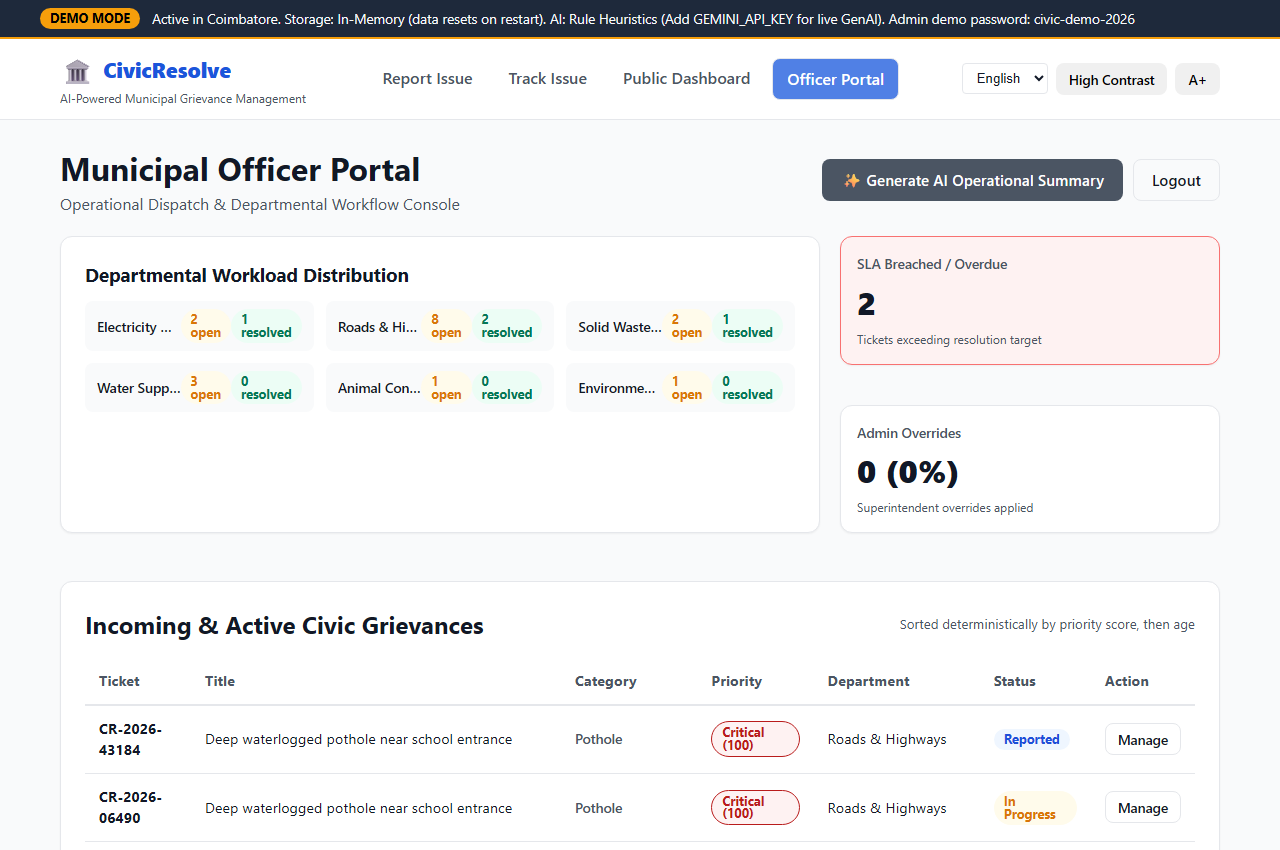 DEMO MODE Active in Coimbatore. Storage: In-Memory (data resets on restart). AI: Rule Heuristics (Add GEMINI_API_KEY for live GenAI). Admin demo password: civic-demo-2026
CivicResolve
AI-Powered Municipal Grievance Management
Report Issue Track Issue Public Dashboard Officer Portal English High Contrast A+
Municipal Officer Portal
Operational Dispatch & Departmental Workflow Console
✨ Generate AI Operational Summary Logout
Departmental Workload Distribution
Electricity ... 2 open 1 resolved
Roads & Hi... 8 open 2 resolved
Solid Waste... 2 open 1 resolved
Water Supp... 3 open 0 resolved
Animal Con... 1 open 0 resolved
Environme... 1 open 0 resolved
SLA Breached / Overdue
2
Tickets exceeding resolution target
Admin Overrides
0 (0%)
Superintendent overrides applied
Incoming & Active Civic Grievances
Sorted deterministically by priority score, then age
Ticket Title Category Priority Department Status Action
CR-2026-43184 Deep waterlogged pothole near school entrance Pothole Critical (100) Roads & Highways Reported Manage
CR-2026-06490 Deep waterlogged pothole near school entrance Pothole Critical (100) Roads & Highways In Progress Manage